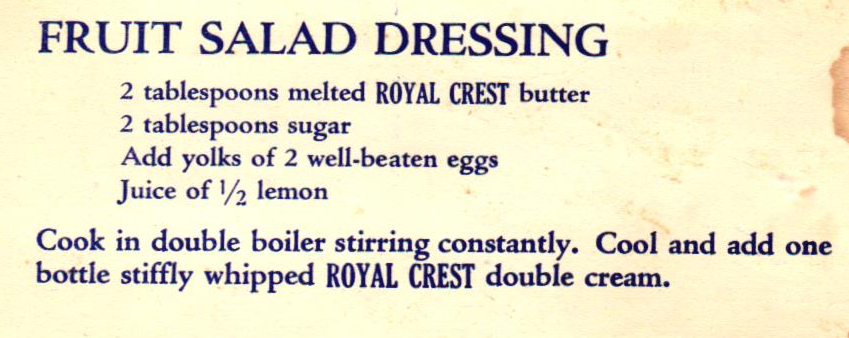 FRUIT SALAD DRESSING
2 tablespoons melted ROYAL CREST butter
2 tablespoons sugar
Add yolks of 2 well-beaten eggs
Juice of ½ lemon
Cook in double boiler stirring constantly. Cool and add one
bottle stiffly whipped ROYAL CREST double cream.